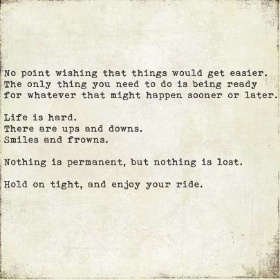 No point wishing that things would get easier.
The only thing you need to do is being ready
for whatever that might happen sooner or later.
Life is hard.
There are ups and downs.
Smiles and frowns.
Nothing is permanent, but nothing is lost.
Hold on tight, and enjoy your ride.